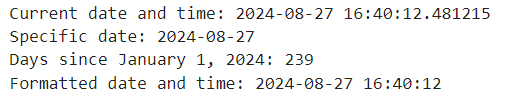 Current date and time: 2024-08-27 16:40:12.481215
Specific date: 2024-08-27
Days since January 1, 2024: 239
Formatted date and time: 2024-08-27 16:40:12